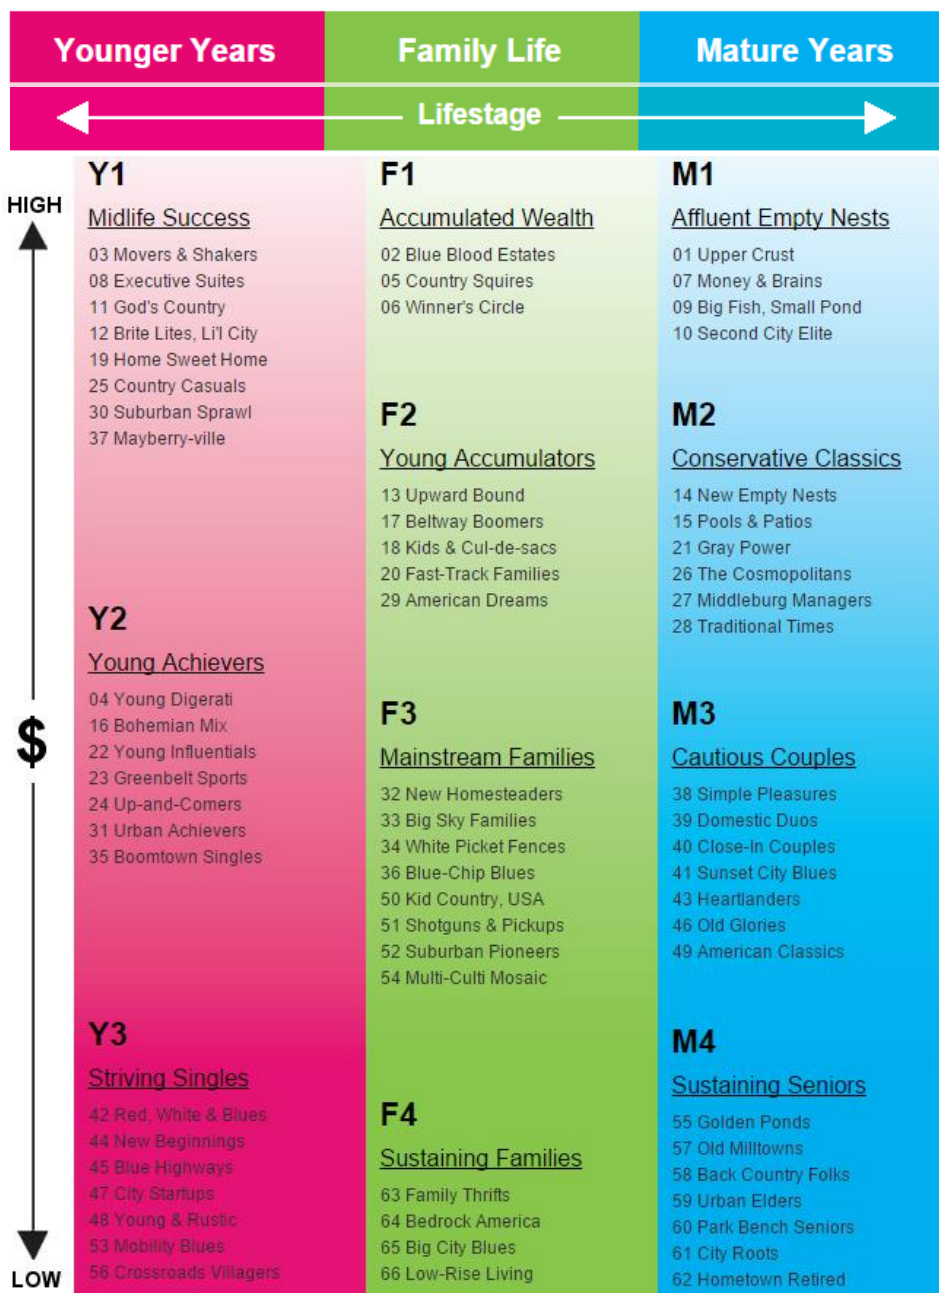 Younger Years
Family Life
Mature Years
Lifestage
HIGH
$
LOW
Y1
Midlife Success
03 Movers & Shakers
08 Executive Suites
11 God's Country
12 Brite Lites, Li'l City
19 Home Sweet Home
25 Country Casuals
30 Suburban Sprawl
37 Mayberry-ville
Y2
Young Achievers
04 Young Digerati
16 Bohemian Mix
22 Young Influentials
23 Greenbelt Sports
24 Up-and-Comers
31 Urban Achievers
35 Boomtown Singles
Y3
Striving Singles
42 Red, White & Blues
44 New Beginnings
45 Blue Highways
47 City Startups
48 Young & Rustic
53 Mobility Blues
56 Crossroads Villagers
F1
Accumulated Wealth
02 Blue Blood Estates
05 Country Squires
06 Winner's Circle
F2
Young Accumulators
13 Upward Bound
17 Beltway Boomers
18 Kids & Cul-de-sacs
20 Fast-Track Families
29 American Dreams
F3
Mainstream Families
32 New Homesteaders
33 Big Sky Families
34 White Picket Fences
36 Blue-Chip Blues
50 Kid Country, USA
51 Shotguns & Pickups
52 Suburban Pioneers
54 Multi-Culti Mosaic
F4
Sustaining Families
63 Family Thrifts
64 Bedrock America
65 Big City Blues
66 Low-Rise Living
M1
Affluent Empty Nests
01 Upper Crust
07 Money & Brains
09 Big Fish, Small Pond
10 Second City Elite
M2
Conservative Classics
14 New Empty Nests
15 Pools & Patios
21 Gray Power
26 The Cosmopolitans
27 Middleburg Managers
28 Traditional Times
M3
Cautious Couples
38 Simple Pleasures
39 Domestic Duos
40 Close-In Couples
41 Sunset City Blues
43 Heartlanders
46 Old Glories
49 American Classics
M4
Sustaining Seniors
55 Golden Ponds
57 Old Milltowns
58 Back Country Folks
59 Urban Elders
60 Park Bench Seniors
61 City Roots
62 Hometown Retired